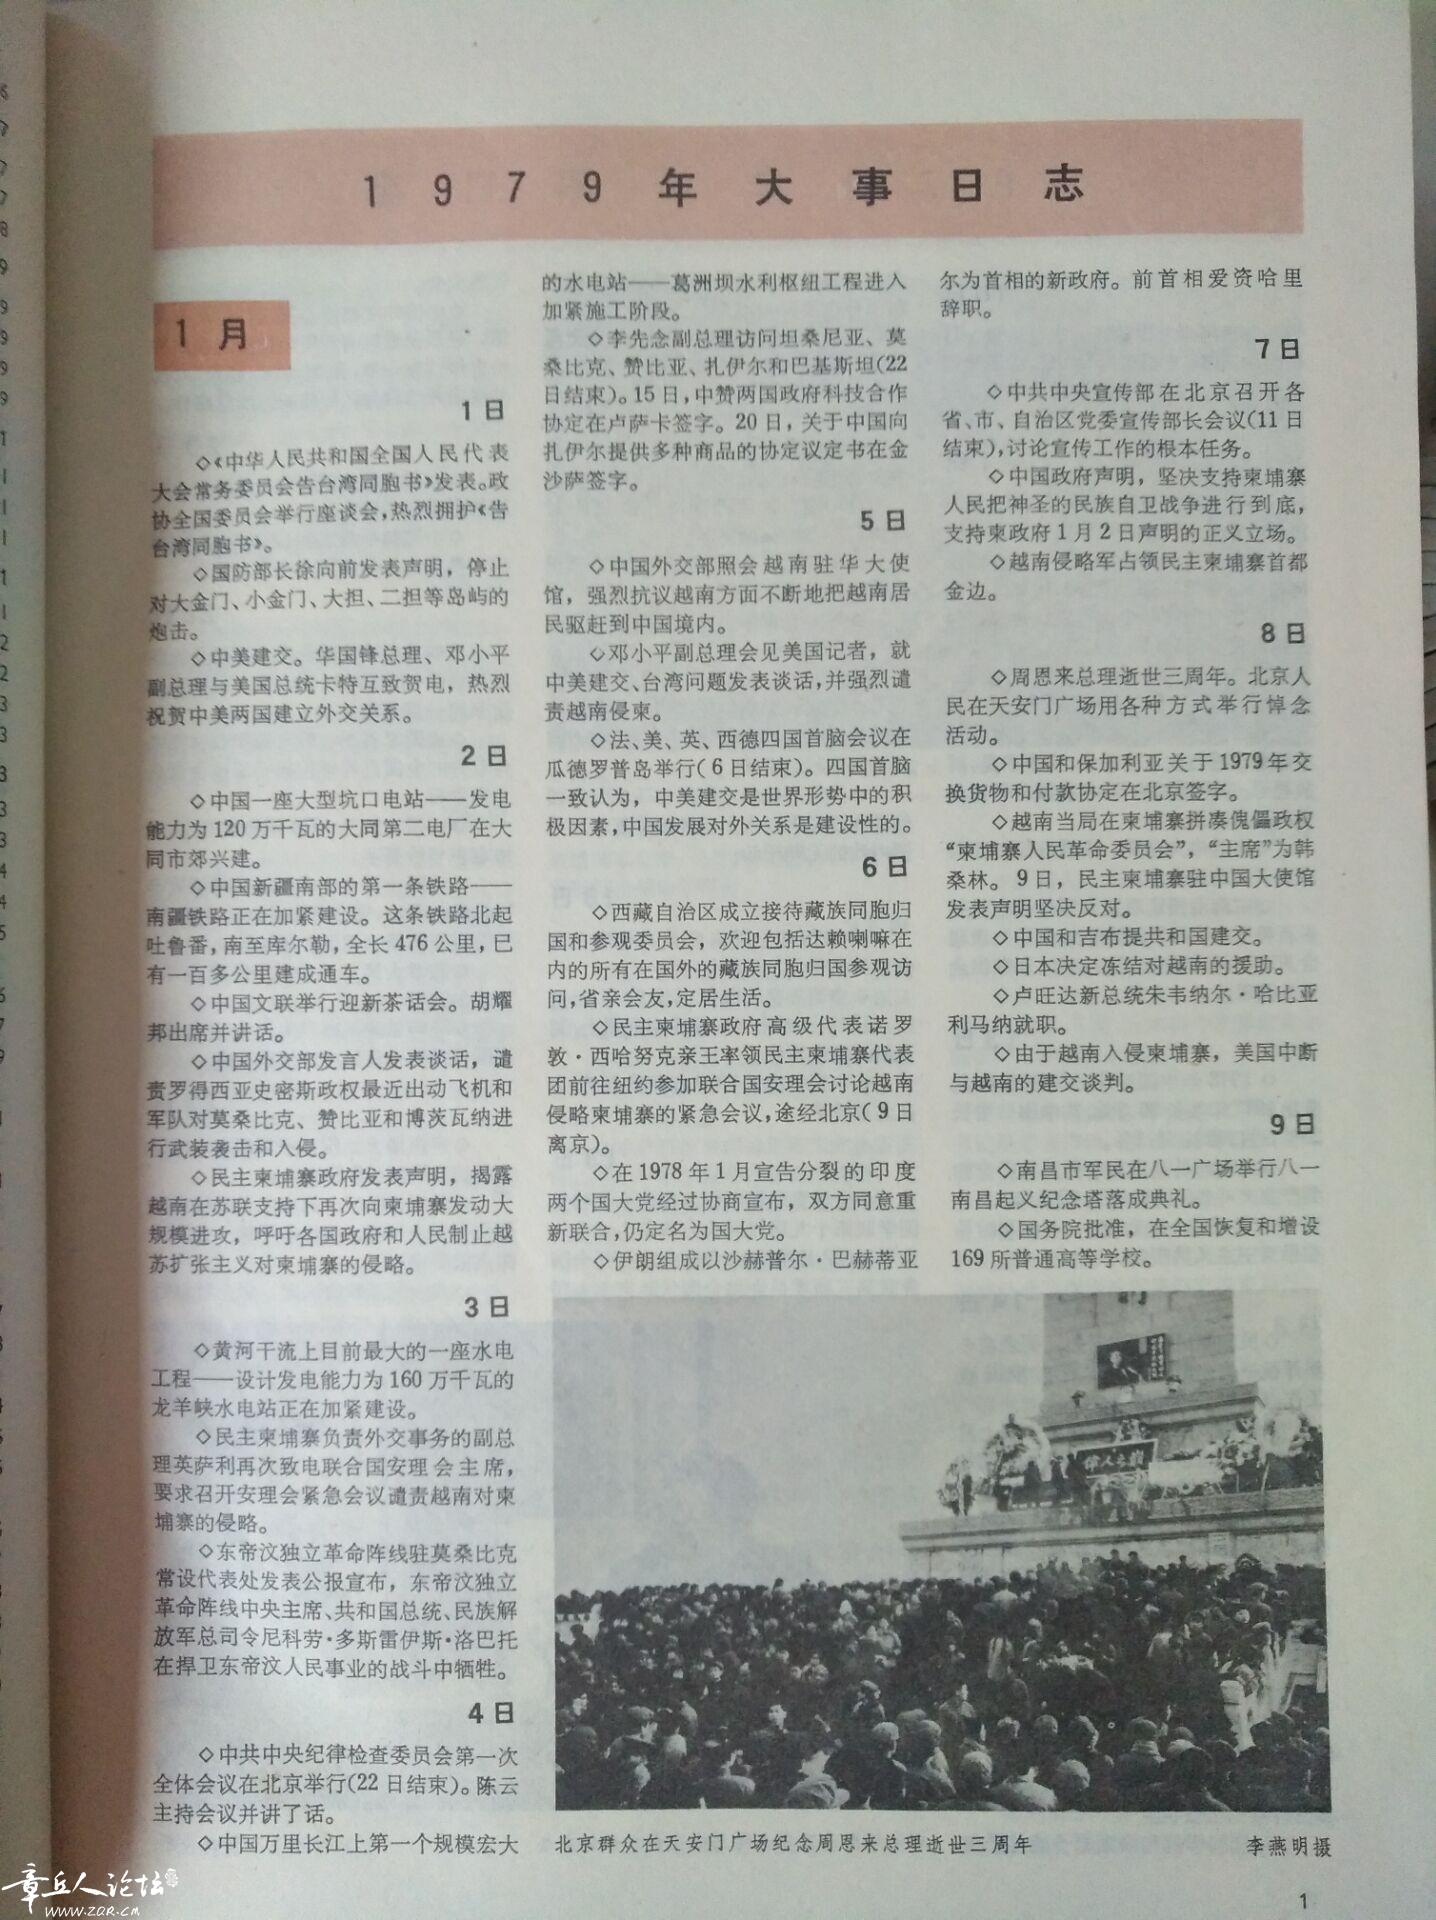 1979年大事日志
1月
1日
◇《中华人民共和国全国人民代表
大会常务委员会告台湾同胞书》发表。政
协全国委员会举行座谈会，热烈拥护《告
台湾同胞书》。
◇国防部长徐向前发表声明，停止
对大金门、小金门、大担、二担等岛屿的
炮击。
◇中美建交。华国锋总理、邓小平
副总理与美国总统卡特互致贺电，热烈
祝贺中美两国建立外交关系。
2日
◇中国一座大型坑口电站——发电
能力为120万千瓦的大同第二电厂在大
同市郊兴建。
◇中国新疆南部的第一条铁路——
南疆铁路正在加紧建设。这条铁路北起
吐鲁番，南至库尔勒，全长476公里，已
有一百多公里建成通车。
◇中国文联举行迎新茶话会。胡耀
邦出席并讲话。
◇中国外交部发言人发表谈话，谴
责罗得西亚史密斯政权最近出动飞机和
军队对莫桑比克、赞比亚和博茨瓦纳进
行武装袭击和入侵。
◇民主柬埔寨政府发表声明，揭露
越南在苏联支持下再次向柬埔寨发动大
规模进攻，呼吁各国政府和人民制止越
苏扩张主义对柬埔寨的侵略。
3日
◇黄河干流上目前最大的一座水电
工程——设计发电能力为160万千瓦的
龙羊峡水电站正在加紧建设。
◇民主柬埔寨负责外交事务的副总
理英萨利再次致电联合国安理会主席，
要求召开安理会紧急会议谴责越南对柬
埔寨的侵略。
◇东帝汶独立革命阵线驻莫桑比克
常设代表处发表公报宣布，东帝汶独立
革命阵线中央主席、共和国总统、民族解
放军总司令尼科劳·多斯雷伊斯·洛巴托
在捍卫东帝汶人民事业的战斗中牺牲。
4日
◇中共中央纪律检查委员会第一次
全体会议在北京举行(22日结束)。陈云
主持会议并讲了话。
◇中国万里长江上第一个规模宏大
的水电站——葛洲坝水利枢纽工程进入
加紧施工阶段。
◇李先念副总理访问坦桑尼亚、莫
桑比克、赞比亚、扎伊尔和巴基斯坦(22
日结束)。15日，中赞两国政府科技合作
协定在卢萨卡签字。20日，关于中国向
扎伊尔提供多种商品的协定议定书在金
沙萨签字。
5日
◇中国外交部照会越南驻华大使
馆，强烈抗议越南方面不断地把越南居
民驱赶到中国境内。
◇邓小平副总理会见美国记者，就
中美建交、台湾问题发表谈话，并强烈谴
责越南侵柬。
◇法、美、英、西德四国首脑会议在
瓜德罗普岛举行(6日结束)。四国首脑
一致认为，中美建交是世界形势中的积
极因素，中国发展对外关系是建设性的。
6日
◇西藏自治区成立接待藏族同胞归
国和参观委员会，欢迎包括达赖喇嘛在
内的所有在国外的藏族同胞归国参观访
问，省亲会友，定居生活。
◇民主柬埔寨政府高级代表诺罗
敦·西哈努克亲王率领民主柬埔寨代表
团前往纽约参加联合国安理会讨论越南
侵略柬埔寨的紧急会议，途经北京(9日
离京)。
◇在1978年1月宣告分裂的印度
两个国大党经过协商宣布，双方同意重
新联合，仍定名为国大党。
◇伊朗组成以沙赫普尔·巴赫蒂亚
尔为首相的新政府。前首相爱资哈里
辞职。
7日
◇中共中央宣传部在北京召开各
省、市、自治区党委宣传部长会议(11日
结束)，讨论宣传工作的根本任务。
◇中国政府声明，坚决支持柬埔寨
人民把神圣的民族自卫战争进行到底，
支持柬政府1月2日声明的正义立场。
◇越南侵略军占领民主柬埔寨首都
金边。
8日
◇周恩来总理逝世三周年。北京人
民在天安门广场用各种方式举行悼念
活动。
◇中国和保加利亚关于1979年交
换货物和付款协定在北京签字。
◇越南当局在柬埔寨拼凑傀儡政权
“柬埔寨人民革命委员会”，“主席”为韩
桑林。9日，民主柬埔寨驻中国大使馆
发表声明坚决反对。
◇中国和吉布提共和国建交。
◇日本决定冻结对越南的援助。
◇卢旺达新总统朱韦纳尔·哈比亚
利马纳就职。
◇由于越南入侵柬埔寨，美国中断
与越南的建交谈判。
9日
◇南昌市军民在八一广场举行八一
南昌起义纪念塔落成典礼。
◇国务院批准，在全国恢复和增设
169所普通高等学校。
北京群众在天安门广场纪念周恩来总理逝世三周年
李燕明摄
1
章丘人论坛
www.ZQR.CN